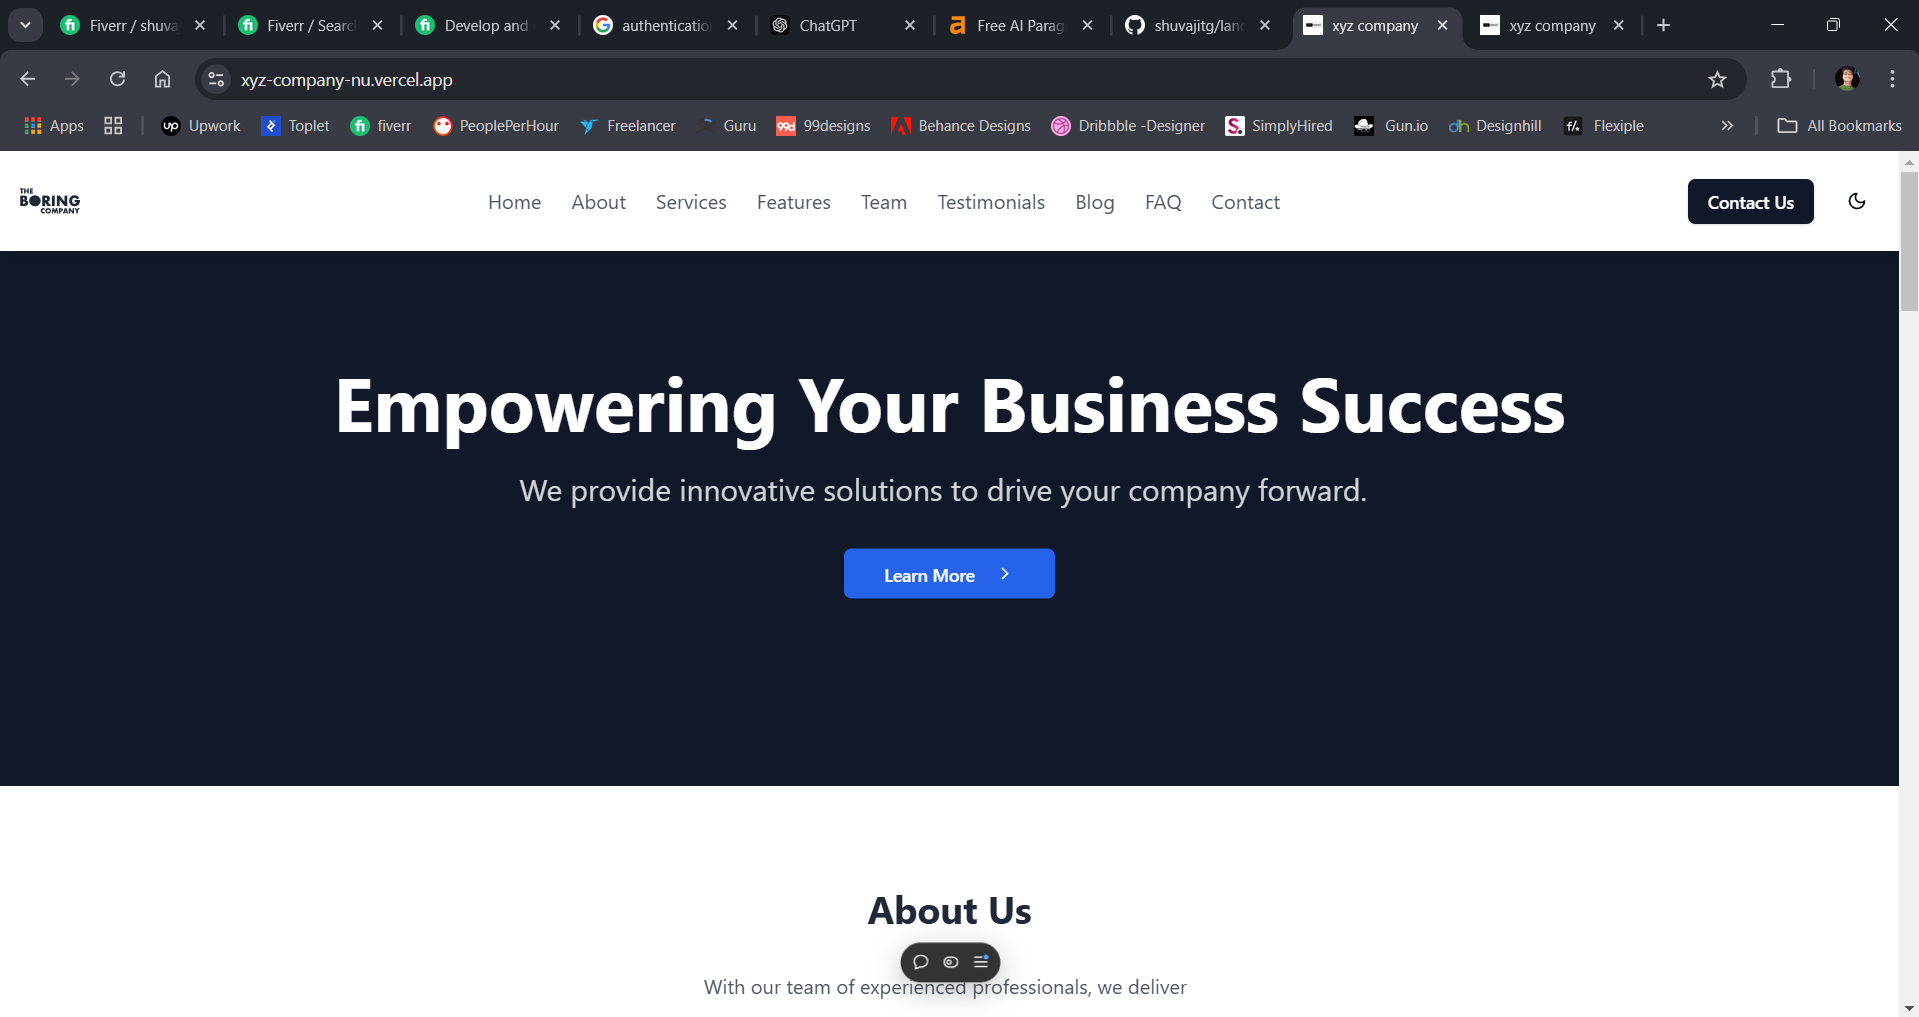 Fiverr / shuva
Fiverr / Searc
Develop and
authenticatio
ChatGPT
Free AI Parag
shuvajitg/lan
xyz company
xyz company
xyz-company-nu.vercel.app
Apps
up Upwork
Toplet
fi fiverr
PeoplePerHour
Freelancer
Guru
99d 99designs
Behance Designs
Dribbble -Designer
S. SimplyHired
Gun.io
dh Designhill
f/. Flexiple
All Bookmarks
THE
BORING
COMPANY
Home About Services Features Team Testimonials Blog FAQ Contact
Contact Us
Empowering Your Business Success
We provide innovative solutions to drive your company forward.
Learn More
About Us
With our team of experienced professionals, we deliver